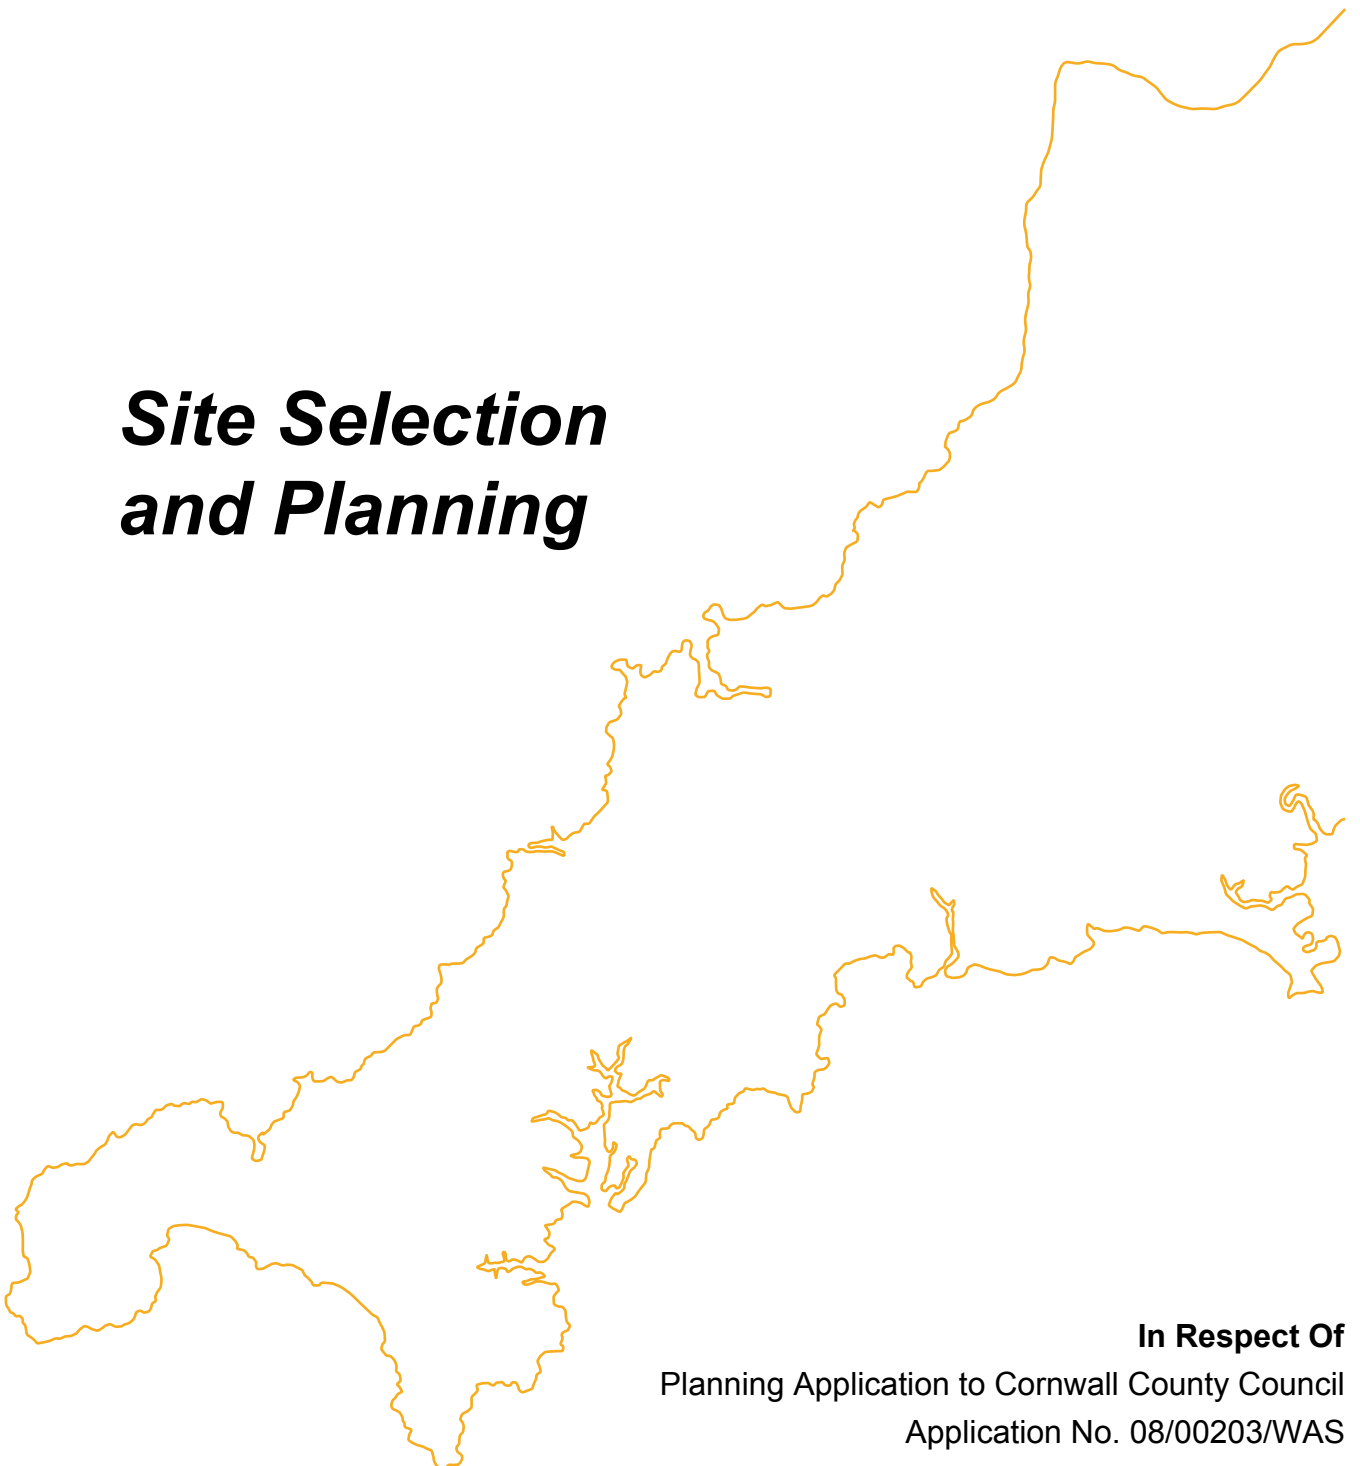 Site Selection
and Planning
In Respect Of
Planning Application to Cornwall County Council
Application No. 08/00203/WAS